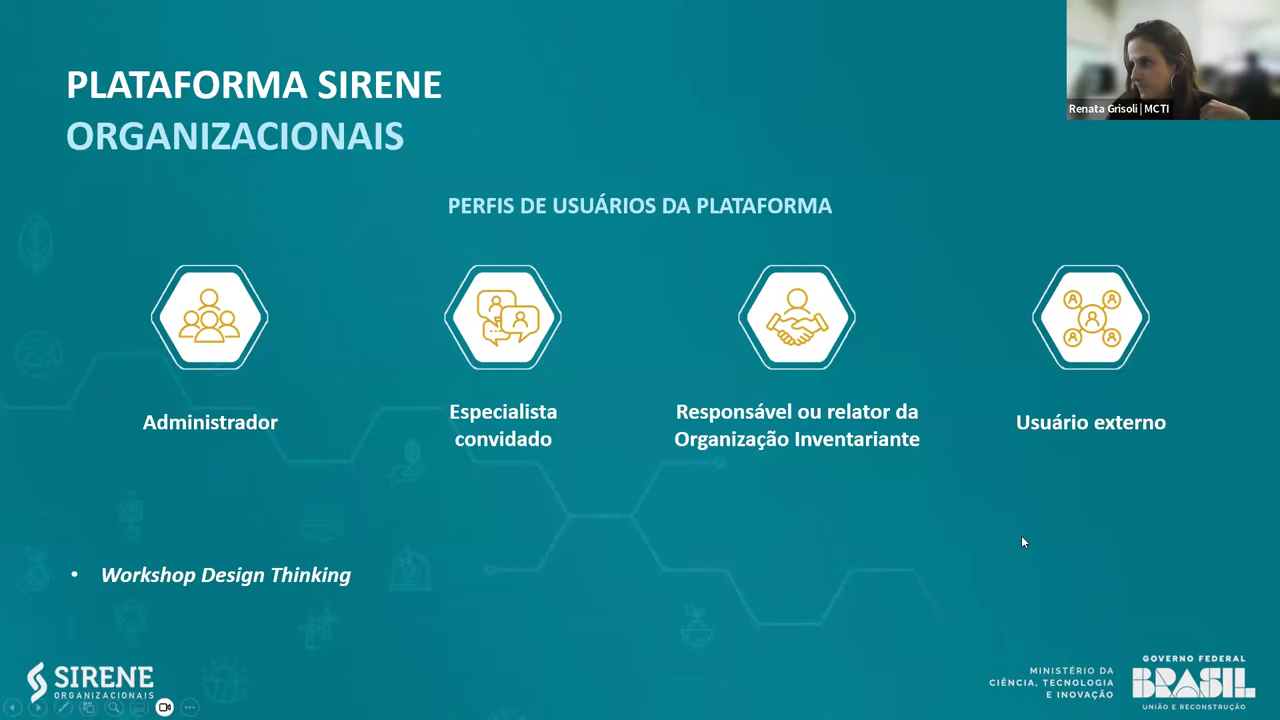 PLATAFORMA SIRENE
ORGANIZACIONAIS
Renata Grisoli | MCTI
PERFIS DE USUÁRIOS DA PLATAFORMA
Administrador
Especialista
convidado
Responsável ou relator da
Organização Inventariante
Usuário externo
• Workshop Design Thinking
SIRENE
ORGANIZACIONAIS
MINISTÉRIO DA
CIÊNCIA, TECNOLOGIA
E INOVAÇÃO
GOVERNO FEDERAL
BRASIL
UNIÃO E RECONSTRUÇÃO